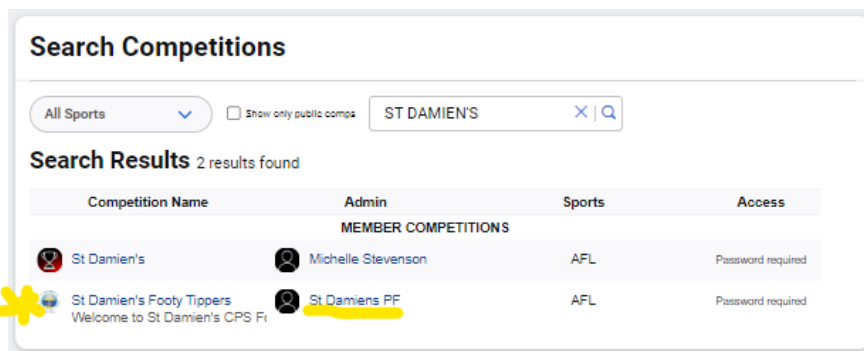 Search Competitions
All Sports Show only public comps ST DAMIEN'S
Search Results 2 results found
Competition Name Admin Sports Access
MEMBER COMPETITIONS
St Damien's Michelle Stevenson AFL Password required
St Damien's Footy Tippers St Damiens PF AFL Password required
Welcome to St Damien's CPS Fo